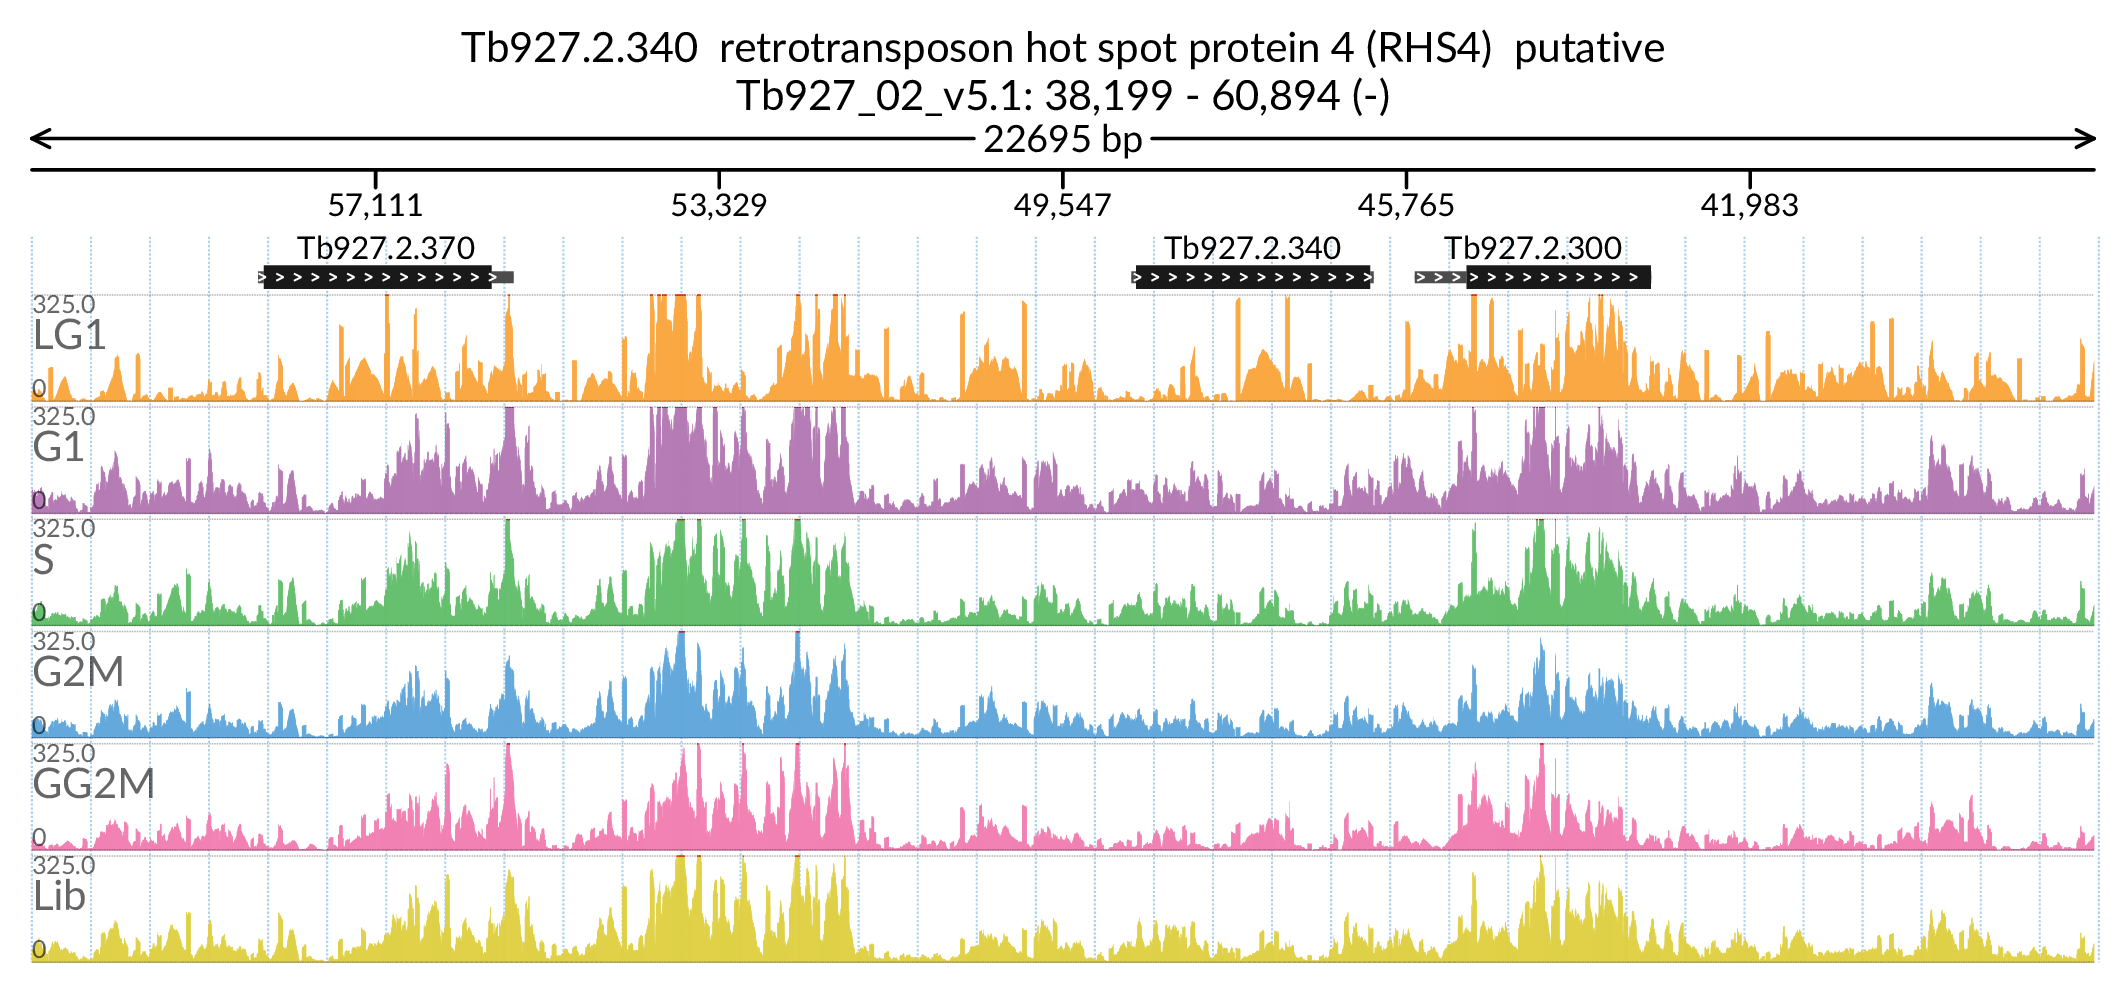 Tb927.2.340 retrotransposon hot spot protein 4 (RHS4) putative
Tb927_02_v5.1: 38,199 - 60,894 (-)
22695 bp
57,111 53,329 49,547 45,765 41,983
Tb927.2.370 Tb927.2.340 Tb927.2.300
325.0
LG1
0
325.0
G1
0
325.0
S
0
325.0
G2M
0
325.0
GG2M
0
325.0
Lib
0